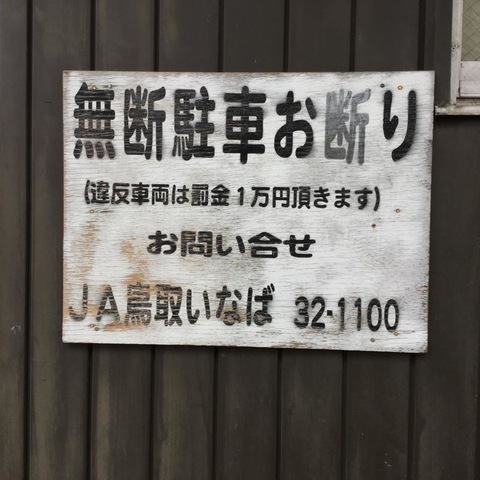 無断駐車お断り
(違反車両は罰金1万円頂きます)
お問い合せ
JA鳥取いなば 32-1100